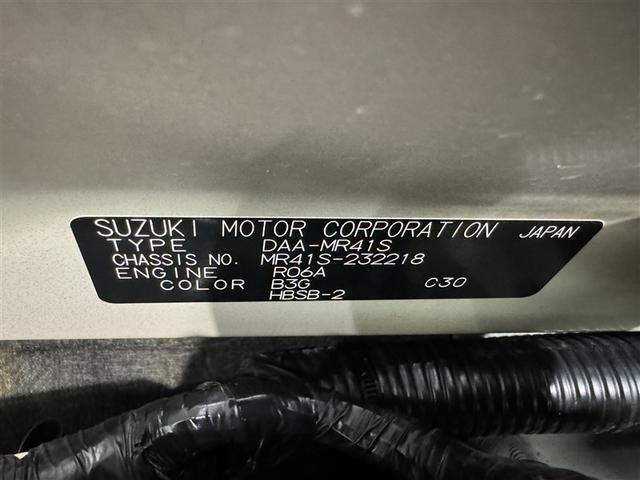 SUZUKI MOTOR CORPORATION JAPAN
TYPE DAA-MR41S
CHASSIS NO. MR41S-232218
ENGINE R06A
COLOR B3G C30
HBSB-2